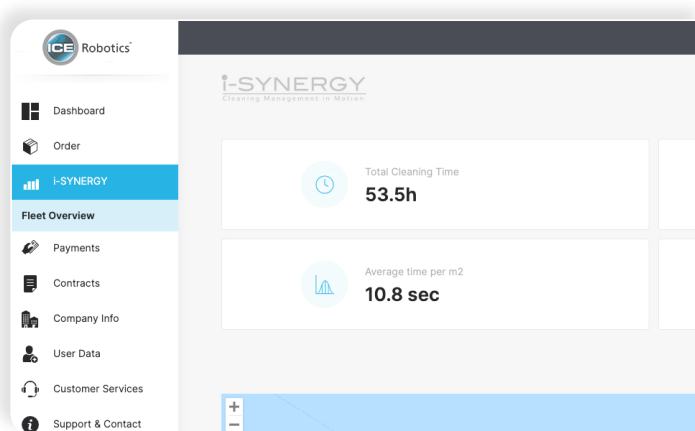 ICE Robotics™
Dashboard
Order
i-SYNERGY
Fleet Overview
Payments
Contracts
Company Info
User Data
Customer Services
Support & Contact
i-SYNERGY
Cleaning Management in Motion
Total Cleaning Time
53.5h
Average time per m2
10.8 sec
+
−